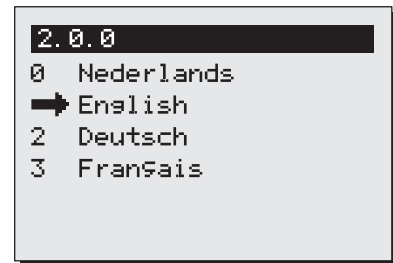 2.0.0
0 Nederlands
➡ English
2 Deutsch
3 Français